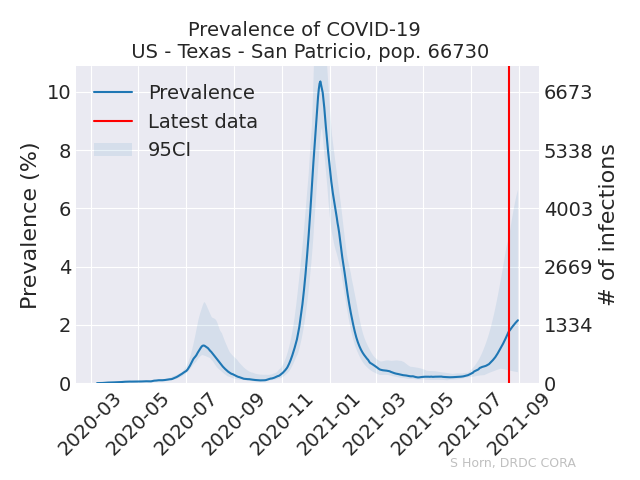 Prevalence of COVID-19
US - Texas - San Patricio, pop. 66730
Prevalence
Latest data
95CI
Prevalence (%)
10
8
6
4
2
0
6673
5338
4003
2669
1334
0
# of infections
2020-03
2020-05
2020-07
2020-09
2020-11
2021-01
2021-03
2021-05
2021-07
2021-09
S Horn, DRDC CORA